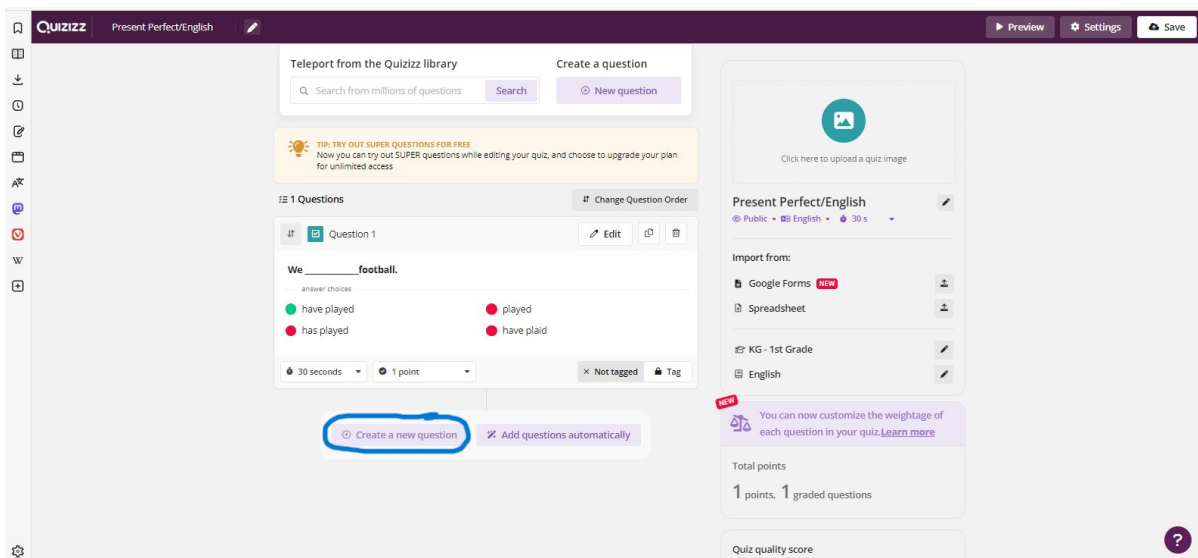 Quizizz
Present Perfect/English
Preview
Settings
Save
Teleport from the Quizizz library
Search from millions of questions
Search
Create a question
New question
TIP: TRY OUT SUPER QUESTIONS FOR FREE
Now you can try out SUPER questions while editing your quiz, and choose to upgrade your plan
for unlimited access
1 Questions
Change Question Order
Question 1
Edit
We ___________football.
answer choices
have played
played
has played
have plaid
30 seconds
1 point
× Not tagged
Tag
Create a new question
Add questions automatically
Click here to upload a quiz image
Present Perfect/English
Public • English • 30 s
Import from:
Google Forms NEW
Spreadsheet
KG - 1st Grade
English
NEW
You can now customize the weightage of
each question in your quiz.Learn more
Total points
1 points, 1 graded questions
Quiz quality score
?
W